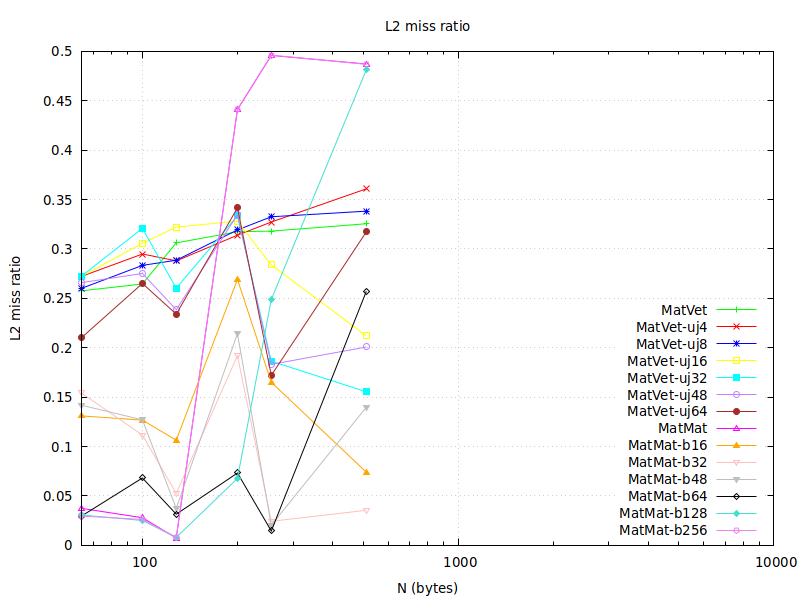 L2 miss ratio
0.5
0.45
0.4
0.35
0.3
0.25
0.2
0.15
0.1
0.05
0
L2 miss ratio
MatVet
MatVet-uj4
MatVet-uj8
MatVet-uj16
MatVet-uj32
MatVet-uj48
MatVet-uj64
MatMat
MatMat-b16
MatMat-b32
MatMat-b48
MatMat-b64
MatMat-b128
MatMat-b256
100 1000 10000
N (bytes)